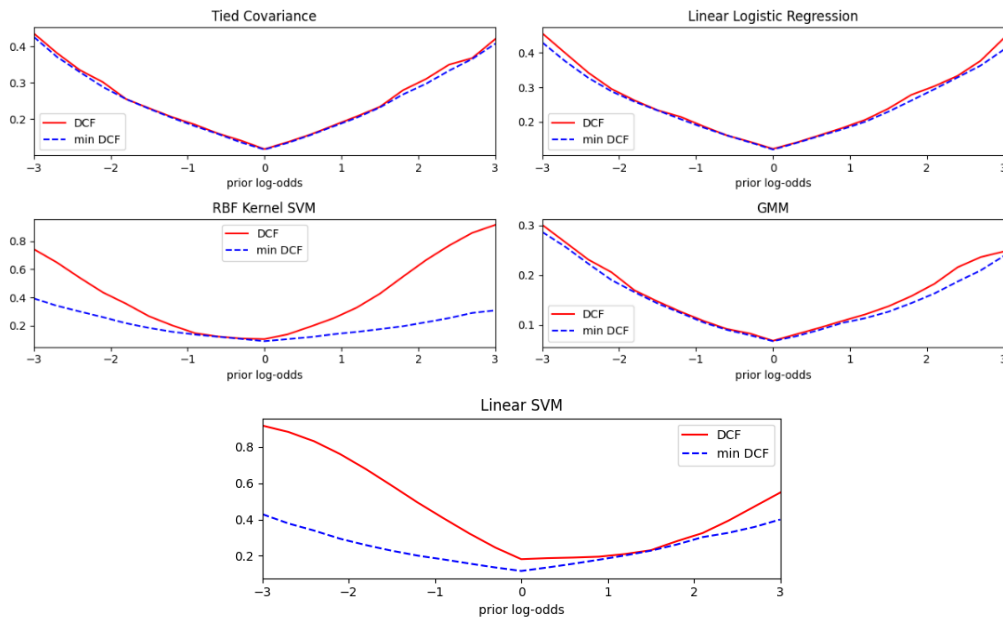 Tied Covariance
0.4
0.3
0.2
DCF
min DCF
−3 −2 −1 0 1 2 3
prior log-odds
Linear Logistic Regression
0.4
0.3
0.2
DCF
min DCF
−3 −2 −1 0 1 2 3
prior log-odds
RBF Kernel SVM
0.8
0.6
0.4
0.2
DCF
min DCF
−3 −2 −1 0 1 2 3
prior log-odds
GMM
0.3
0.2
0.1
DCF
min DCF
−3 −2 −1 0 1 2 3
prior log-odds
Linear SVM
0.8
0.6
0.4
0.2
DCF
min DCF
−3 −2 −1 0 1 2 3
prior log-odds